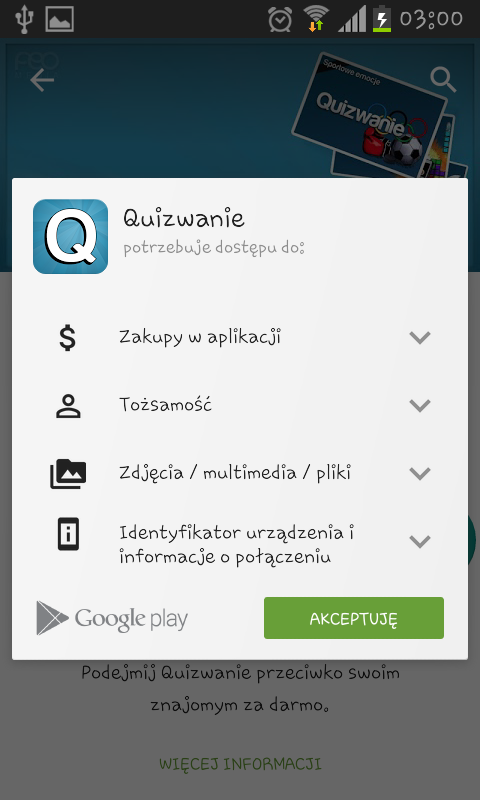 03:00
FEO
Sportowe emocje
Quizwanie
Q
Quizwanie
potrzebuje dostępu do:
$
Zakupy w aplikacji
Tożsamość
Zdjęcia / multimedia / pliki
Identyfikator urządzenia i
informacje o połączeniu
Google play
AKCEPTUJĘ
Podejmij Quizwanie przeciwko swoim
znajomym za darmo.
WIĘCEJ INFORMACJI